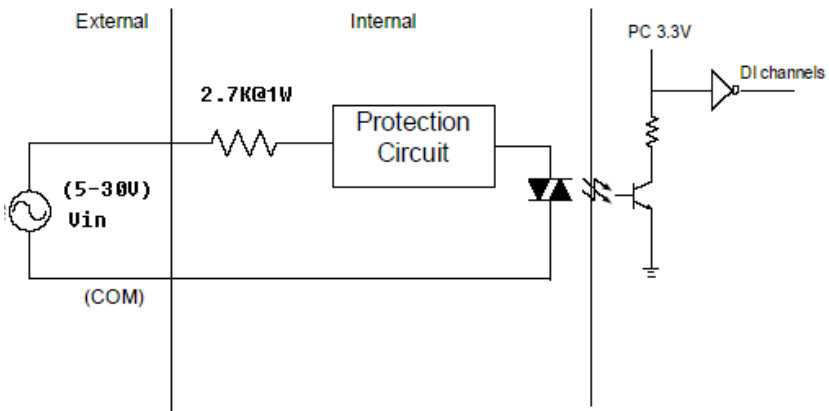 External
Internal
PC 3.3V
DI channels
2.7K@1W
Protection
Circuit
(5-30V)
Vin
(COM)